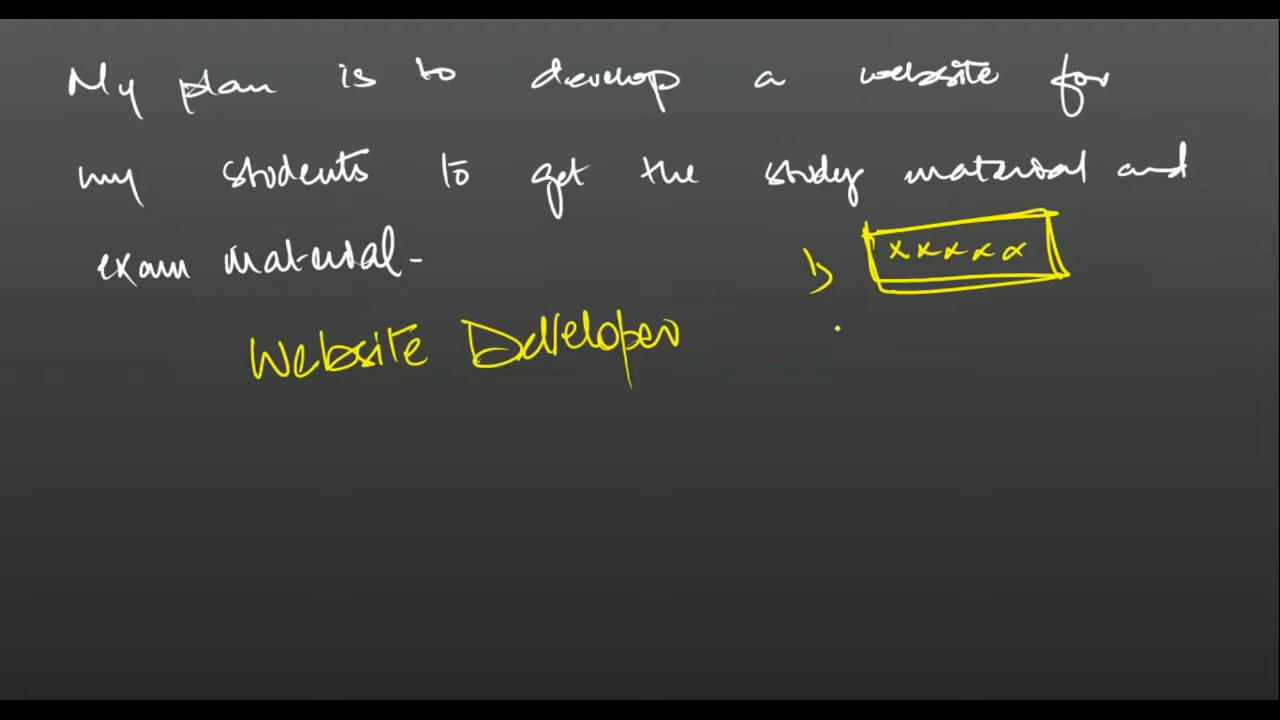 My plan is to develop a website for
my students to get the study material and
exam material -
xxxxx
Website Developer